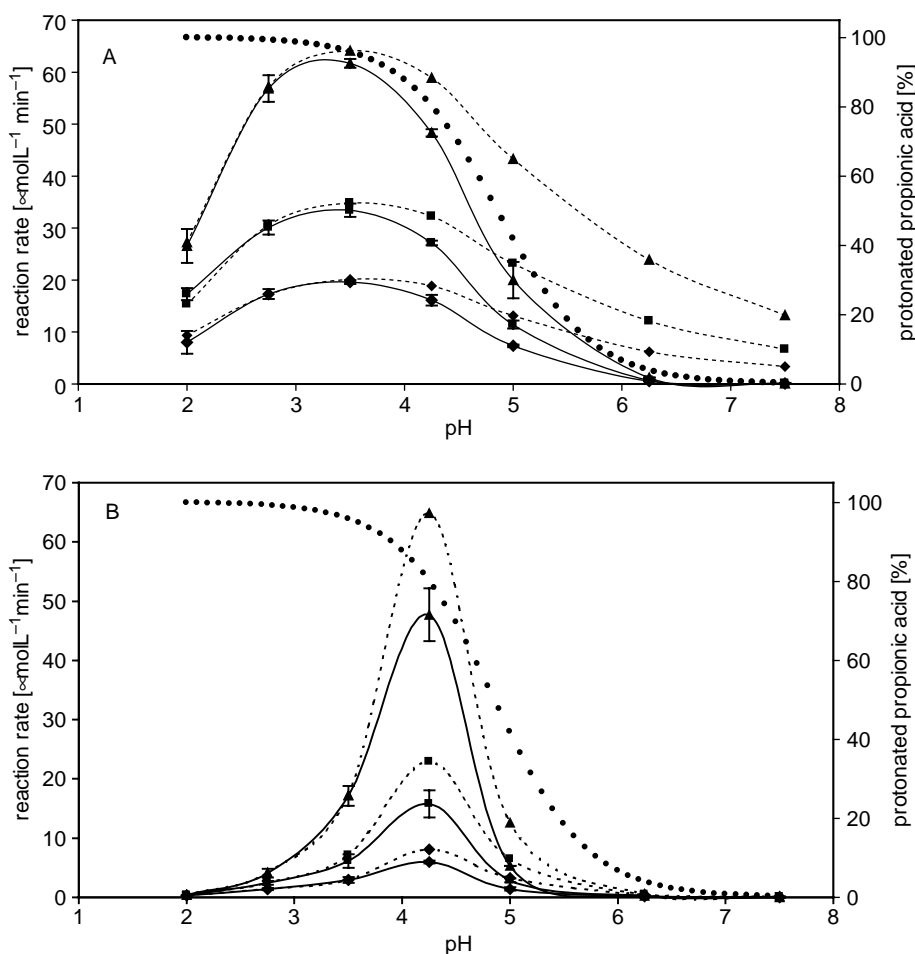 A
70
60
50
40
30
20
10
0
reaction rate [∝molL⁻¹ min⁻¹]
100
80
60
40
20
0
protonated propionic acid [%]
1 2 3 4 5 6 7 8
pH
B
70
60
50
40
30
20
10
0
reaction rate [∝molL⁻¹min⁻¹]
100
80
60
40
20
0
protonated propionic acid [%]
1 2 3 4 5 6 7 8
pH